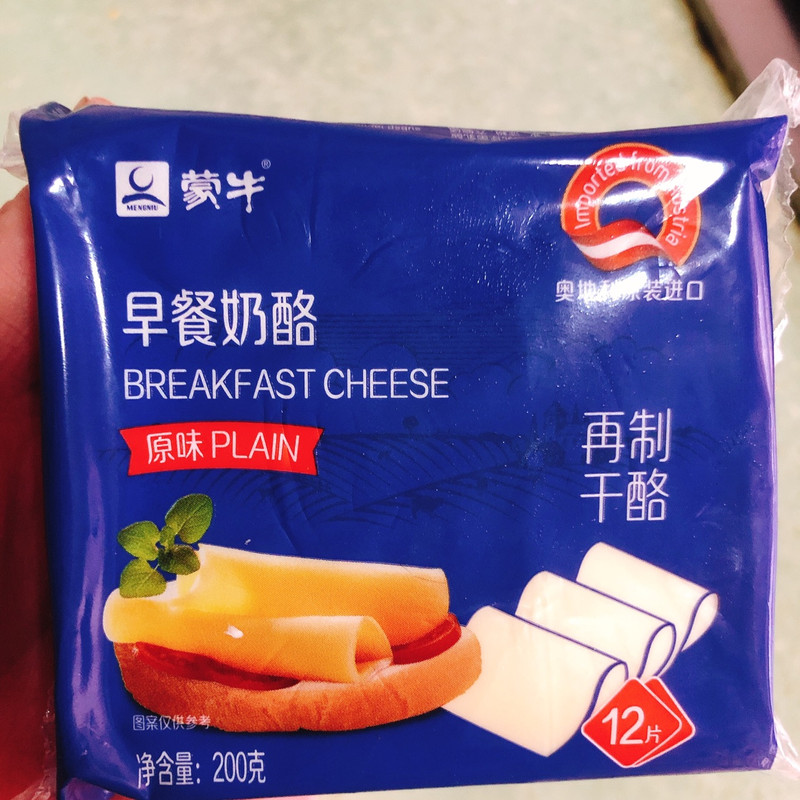 MENGNIU
蒙牛®
Imported from Austria
奥地利原装进口
早餐奶酪
BREAKFAST CHEESE
原味 PLAIN
再制
干酪
12片
图案仅供参考
净含量：200克